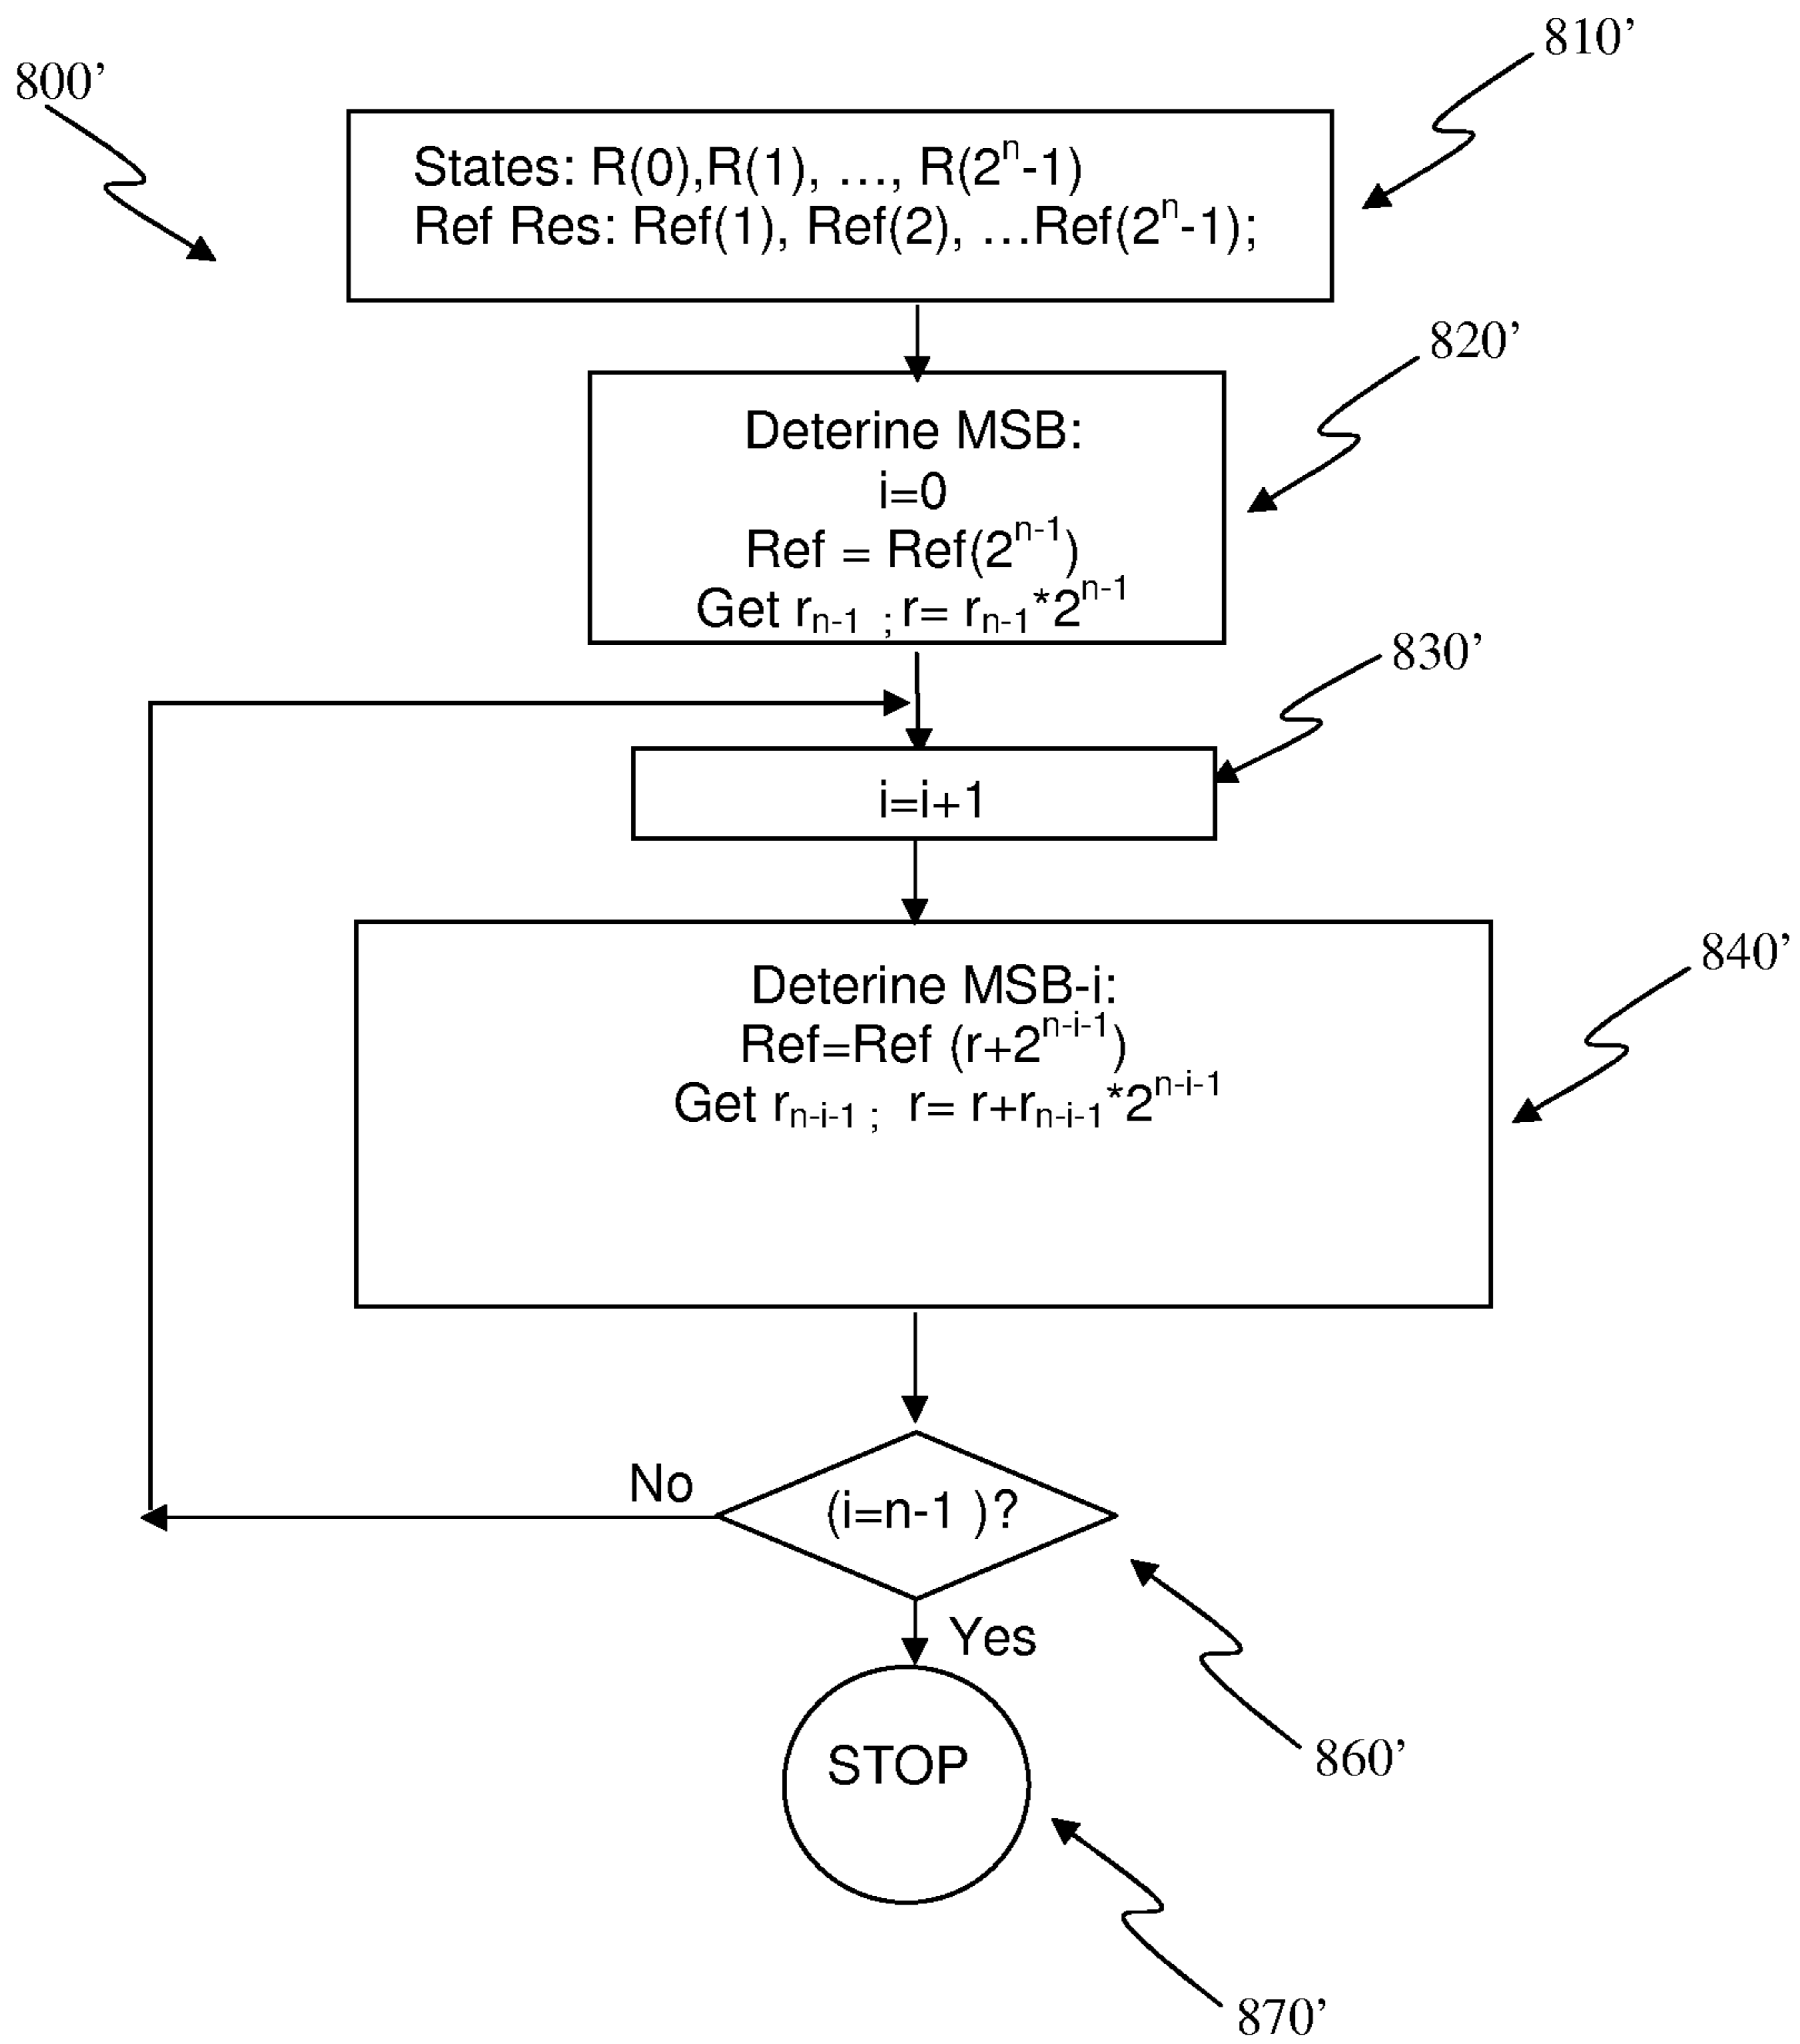 810’
800’
States: R(0),R(1), ..., R(2ⁿ-1)
Ref Res: Ref(1), Ref(2), ...Ref(2ⁿ-1);
820’
Deterine MSB:
i=0
Ref = Ref(2ⁿ⁻¹)
Get rₙ₋₁ ; r= rₙ₋₁*2ⁿ⁻¹
830’
i=i+1
840’
Deterine MSB-i:
Ref=Ref (r+2ⁿ⁻ⁱ⁻¹)
Get r_{n-i-1} ; r= r+r_{n-i-1}*2ⁿ⁻ⁱ⁻¹
No
(i=n-1 )?
Yes
860’
STOP
870’